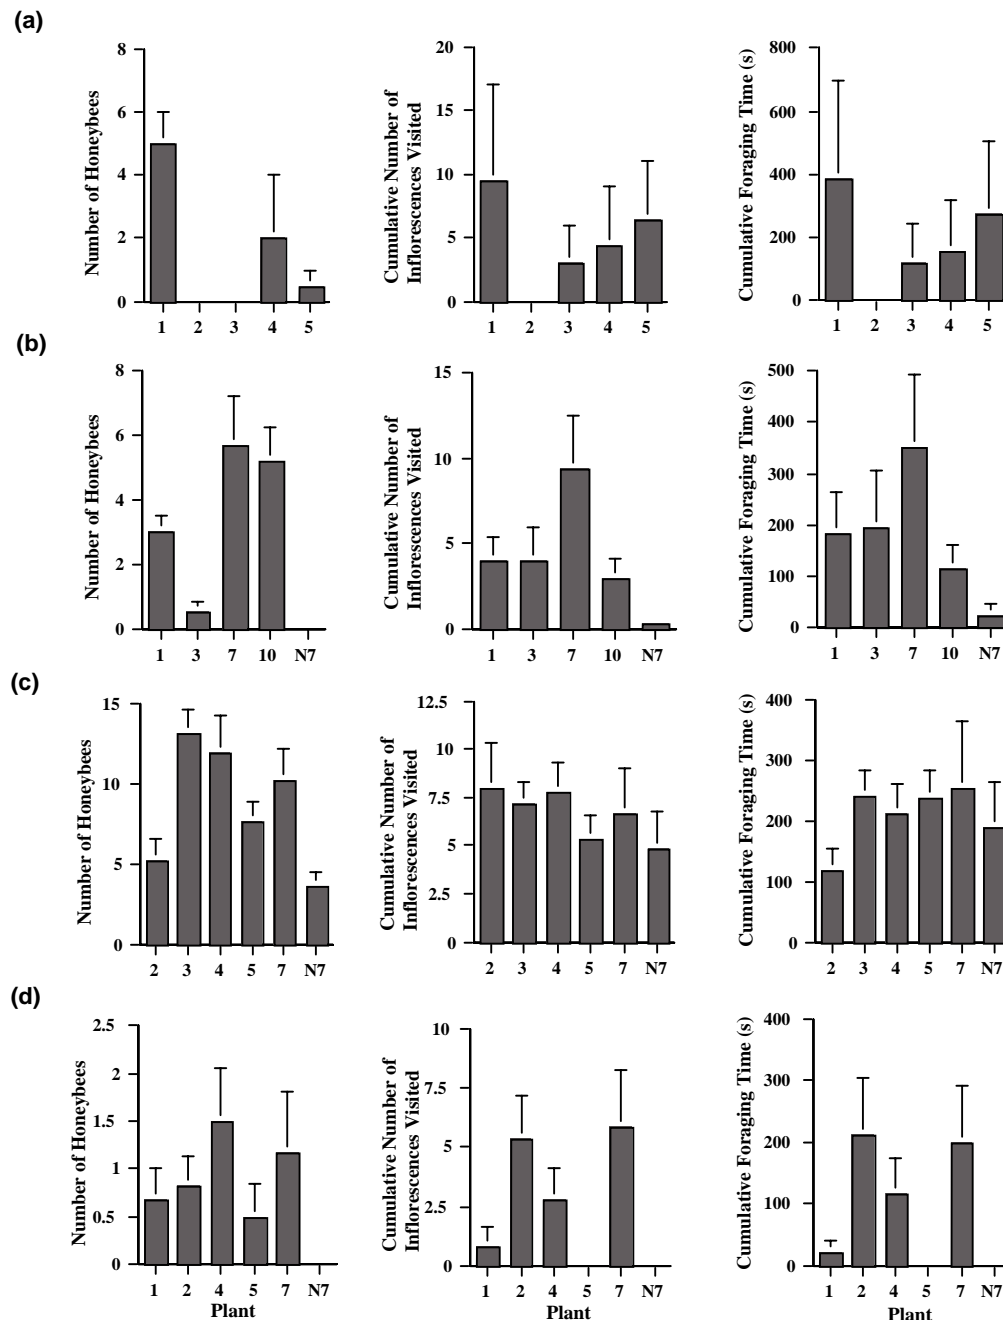 (a)
Number of Honeybees
8
6
4
2
0
1 2 3 4 5
Cumulative Number of
Inflorescences Visited
20
15
10
5
0
1 2 3 4 5
Cumulative Foraging Time (s)
800
600
400
200
0
1 2 3 4 5
(b)
Number of Honeybees
8
6
4
2
0
1 3 7 10 N7
Cumulative Number of
Inflorescences Visited
15
10
5
0
1 3 7 10 N7
Cumulative Foraging Time (s)
500
400
300
200
100
0
1 3 7 10 N7
(c)
Number of Honeybees
15
10
5
0
2 3 4 5 7 N7
Cumulative Number of
Inflorescences Visited
12.5
10
7.5
5
2.5
0
2 3 4 5 7 N7
Cumulative Foraging Time (s)
400
300
200
100
0
2 3 4 5 7 N7
(d)
Number of Honeybees
2.5
2
1.5
1
0.5
0
1 2 4 5 7 N7
Plant
Cumulative Number of
Inflorescences Visited
10
7.5
5
2.5
0
1 2 4 5 7 N7
Plant
Cumulative Foraging Time (s)
400
300
200
100
0
1 2 4 5 7 N7
Plant